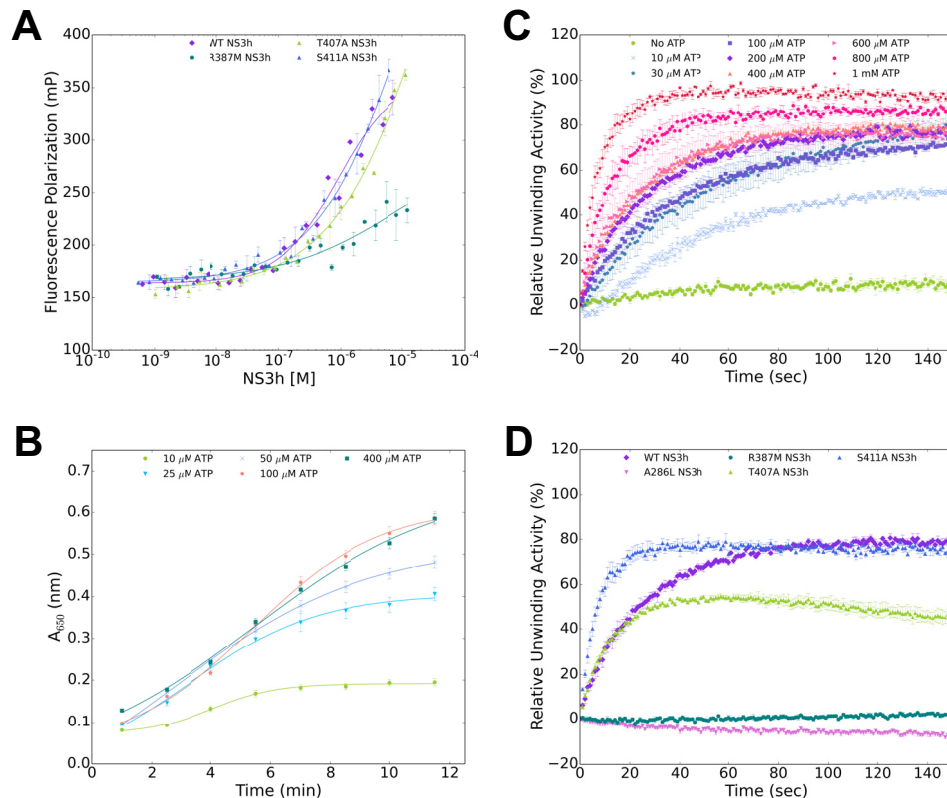 A
400
WT NS3h
T407A NS3h
R387M NS3h
S411A NS3h
350
300
250
200
150
100
Fluorescence Polarization (mP)
10⁻¹⁰ 10⁻⁹ 10⁻⁸ 10⁻⁷ 10⁻⁶ 10⁻⁵ 10⁻⁴
NS3h [M]
C
120
No ATP
100 μM ATP
600 μM ATP
10 μM ATP
200 μM ATP
800 μM ATP
30 μM ATP
400 μM ATP
1 mM ATP
100
80
60
40
20
0
−20
Relative Unwinding Activity (%)
0 20 40 60 80 100 120 140
Time (sec)
B
10 μM ATP
50 μM ATP
400 μM ATP
25 μM ATP
100 μM ATP
0.7
0.6
0.5
0.4
0.3
0.2
0.1
0.0
A₆₅₀ (nm)
0 2 4 6 8 10 12
Time (min)
D
120
WT NS3h
R387M NS3h
S411A NS3h
A286L NS3h
T407A NS3h
100
80
60
40
20
0
−20
Relative Unwinding Activity (%)
0 20 40 60 80 100 120 140
Time (sec)